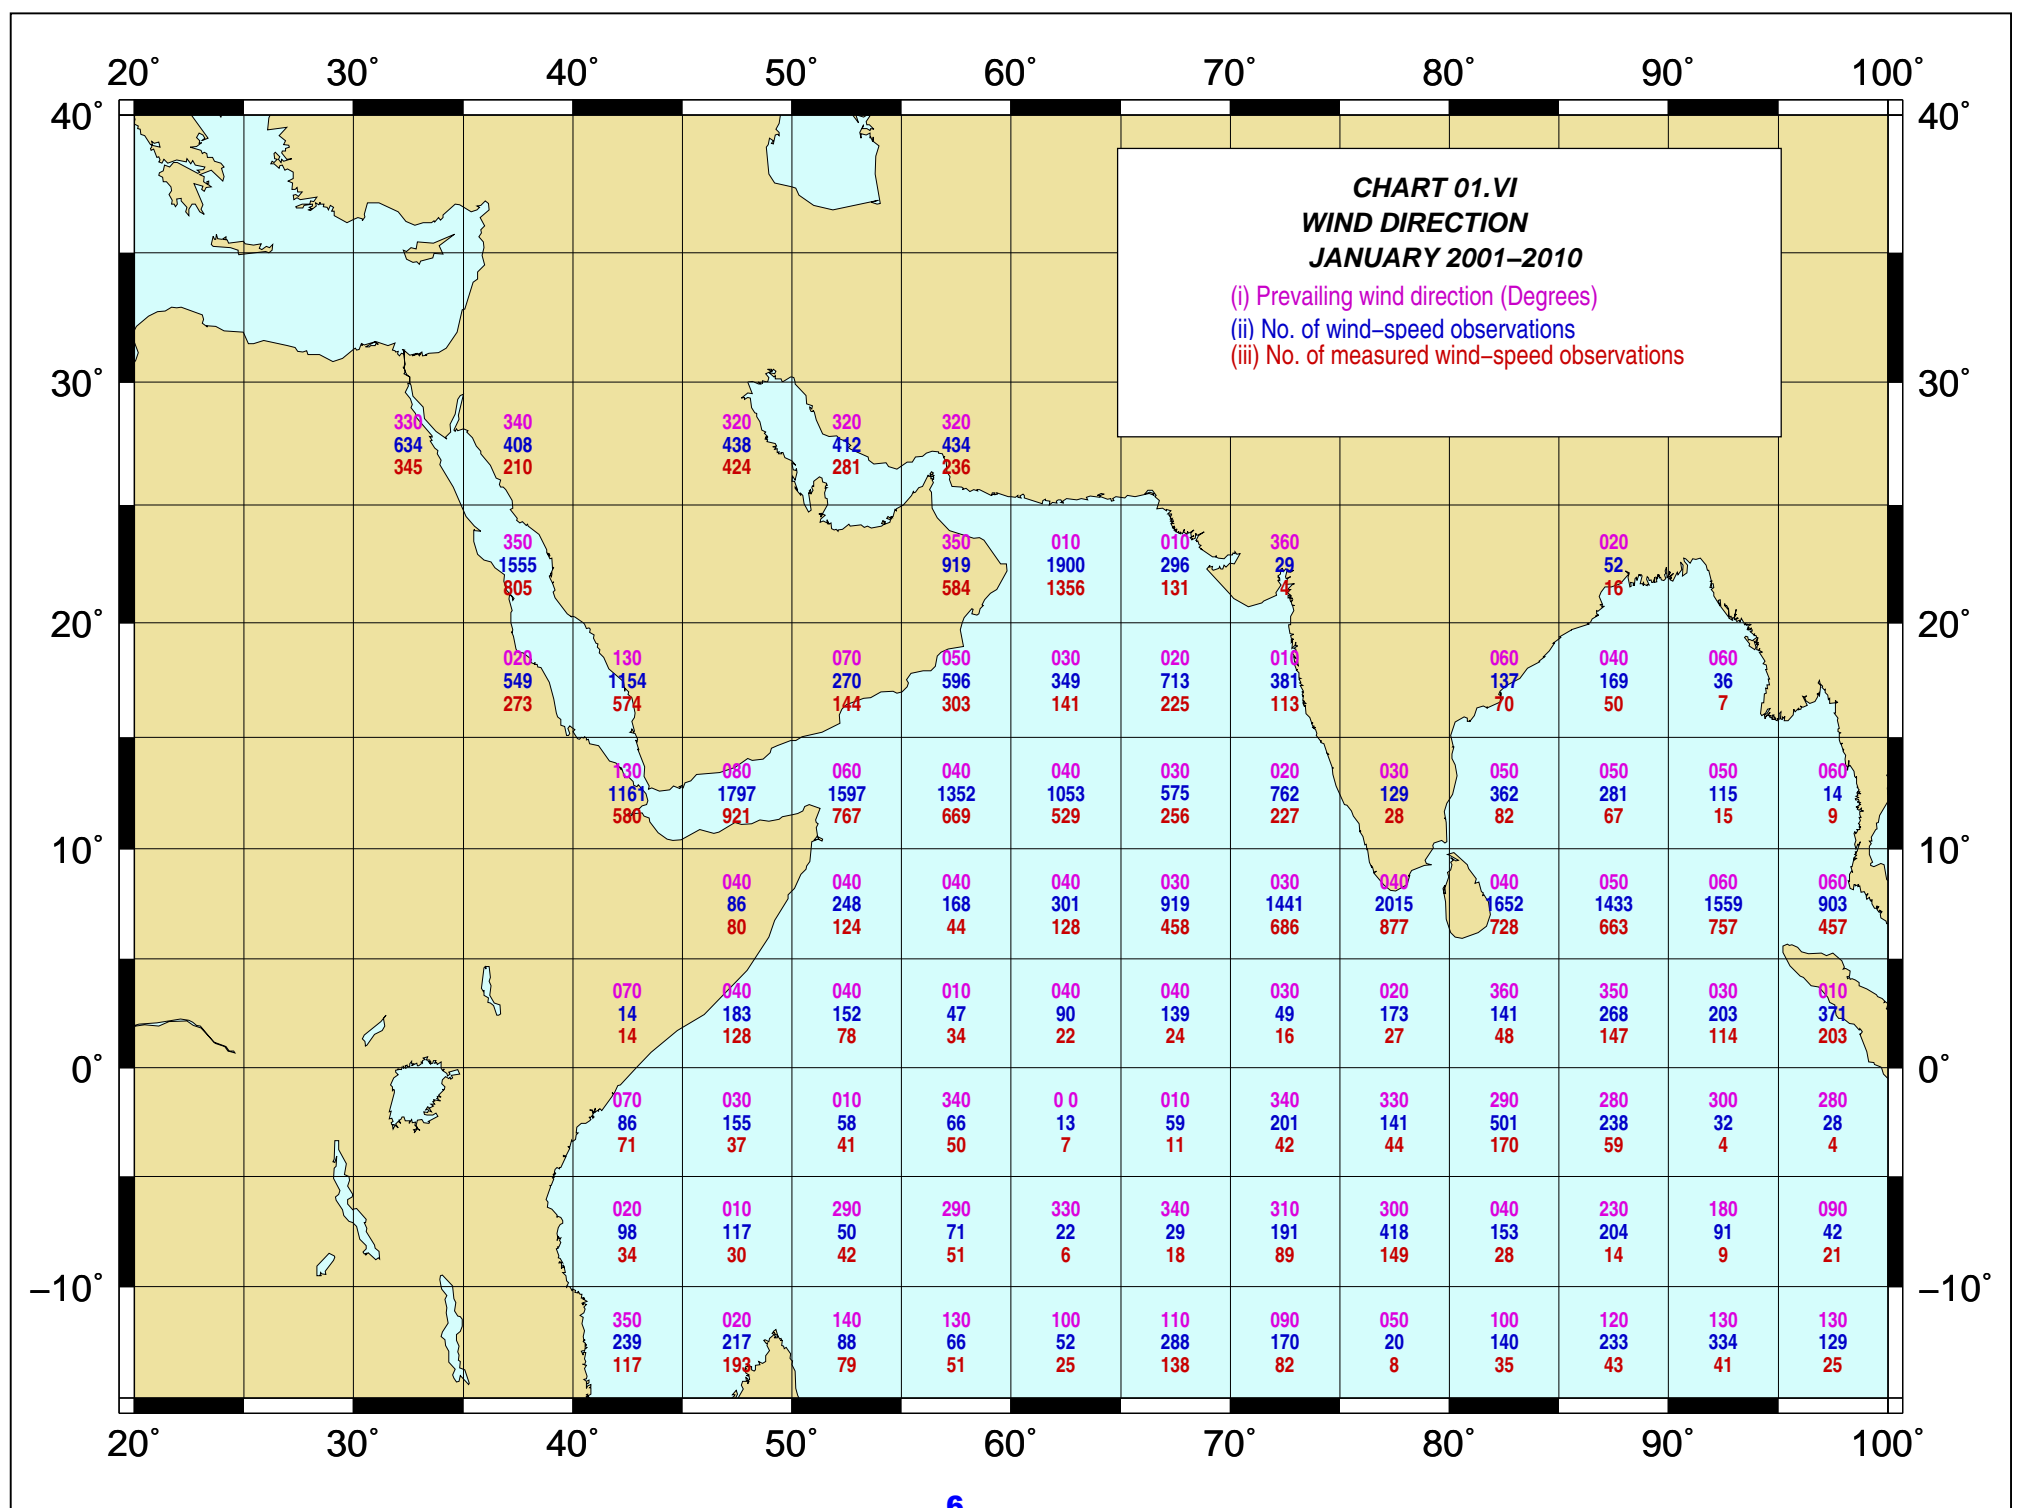 20° 30° 40° 50° 60° 70° 80° 90° 100°
40° 40°
CHART 01.VI
WIND DIRECTION
JANUARY 2001–2010
(i) Prevailing wind direction (Degrees)
(ii) No. of wind–speed observations
(iii) No. of measured wind–speed observations
30° 30°
330 340 320 320 320
634 408 438 412 434
345 210 424 281 236
350 350 010 010 360 020
1555 919 1900 296 29 52
805 584 1356 131 4 16
20° 20°
020 130 070 050 030 020 010 060 040 060
549 1154 270 596 349 713 381 137 169 36
273 574 144 303 141 225 113 70 50 7
130 080 060 040 040 030 020 030 050 050 050 060
1161 1797 1597 1352 1053 575 762 129 362 281 115 14
580 921 767 669 529 256 227 28 82 67 15 9
10° 10°
040 040 040 040 030 030 040 040 050 060 060
86 248 168 301 919 1441 2015 1652 1433 1559 903
80 124 44 128 458 686 877 728 663 757 457
070 040 040 010 040 040 030 020 360 350 030 010
14 183 152 47 90 139 49 173 141 268 203 371
14 128 78 34 22 24 16 27 48 147 114 203
0° 0°
070 030 010 340 0 0 010 340 330 290 280 300 280
86 155 58 66 13 59 201 141 501 238 32 28
71 37 41 50 7 11 42 44 170 59 4 4
020 010 290 290 330 340 310 300 040 230 180 090
98 117 50 71 22 29 191 418 153 204 91 42
34 30 42 51 6 18 89 149 28 14 9 21
–10° –10°
350 020 140 130 100 110 090 050 100 120 130 130
239 217 88 66 52 288 170 20 140 233 334 129
117 193 79 51 25 138 82 8 35 43 41 25
20° 30° 40° 50° 60° 70° 80° 90° 100°
6